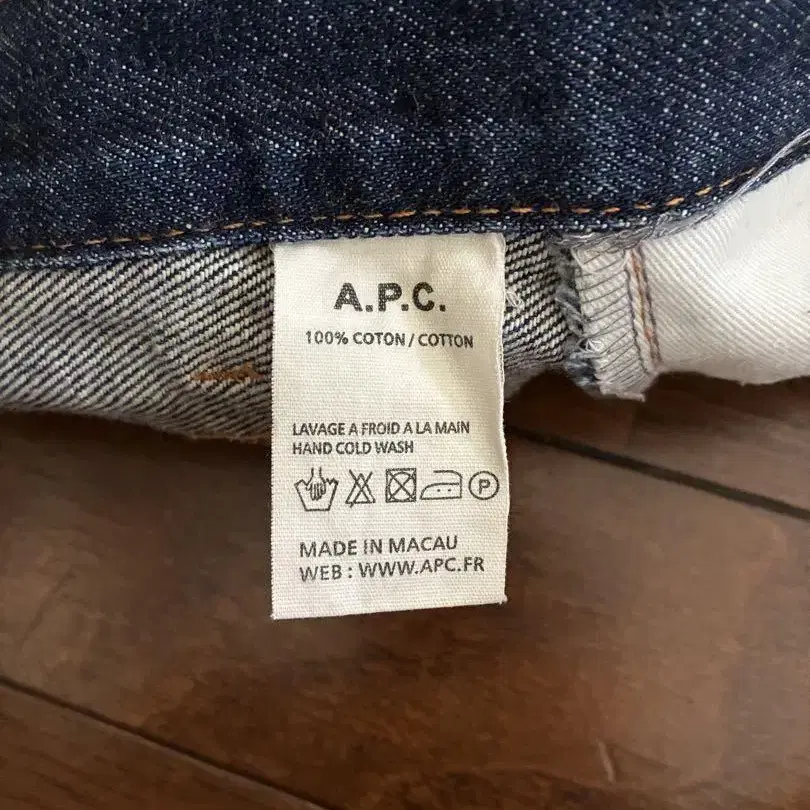 A.P.C.
100% COTON / COTTON
LAVAGE A FROID A LA MAIN
HAND COLD WASH
P
MADE IN MACAU
WEB : WWW.APC.FR